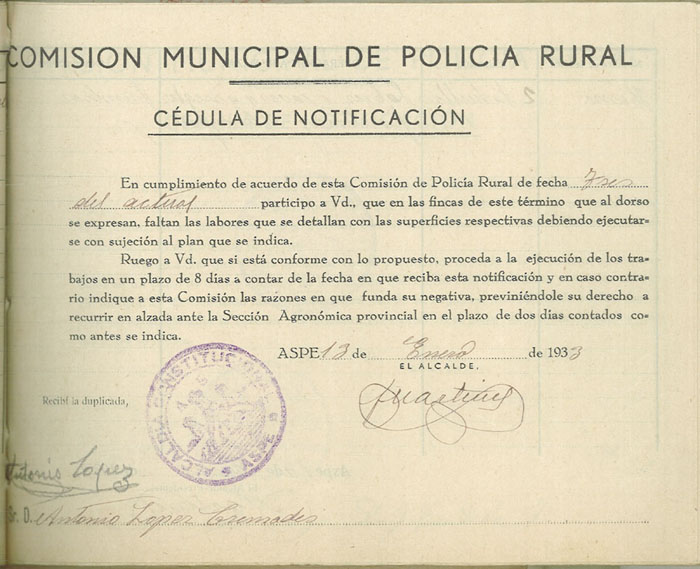 COMISION MUNICIPAL DE POLICIA RURAL
CÉDULA DE NOTIFICACIÓN
En cumplimiento de acuerdo de esta Comisión de Policía Rural de fecha Tres
del actual participo a Vd., que en las fincas de este término que al dorso
se expresan, faltan las labores que se detallan con las superficies respectivas debiendo ejecutar=
se con sujeción al plan que se indica.
Ruego a Vd. que si está conforme con lo propuesto, proceda a la ejecución de los tra=
bajos en un plazo de 8 días a contar de la fecha en que reciba esta notificación y en caso contra=
rio indique a esta Comisión las razones en que funda su negativa, previniéndole su derecho a
recurrir en alzada ante la Sección Agronómica provincial en el plazo de dos días contados co=
mo antes se indica.
ASPE 13 de Enero de 1933
EL ALCALDE,
JMartinez
ALCALDIA CONSTITUCIONAL ASPE
Recibí la duplicada,
Antonio Lopez
Sr. D. Antonio Lopez Cremades